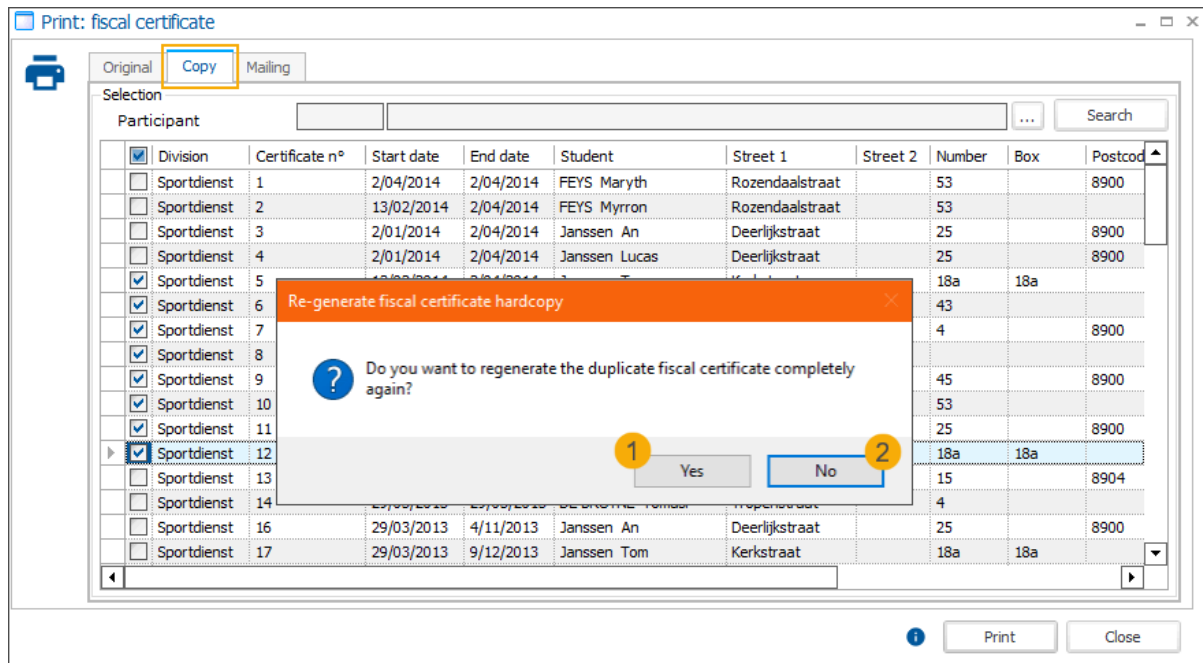 Print: fiscal certificate
Original Copy Mailing
Selection
Participant ... Search
Division Certificate n° Start date End date Student Street 1 Street 2 Number Box Postcod
Sportdienst 1 2/04/2014 2/04/2014 FEYS Maryth Rozendaalstraat 53 8900
Sportdienst 2 13/02/2014 2/04/2014 FEYS Myrron Rozendaalstraat 53
Sportdienst 3 2/01/2014 2/04/2014 Janssen An Deerlijkstraat 25 8900
Sportdienst 4 2/01/2014 2/04/2014 Janssen Lucas Deerlijkstraat 25 8900
Sportdienst 5 18a 18a
Re-generate fiscal certificate hardcopy
Sportdienst 6 43
Sportdienst 7 4 8900
Sportdienst 8
Do you want to regenerate the duplicate fiscal certificate completely
again?
Sportdienst 9 45 8900
Sportdienst 10 53
Sportdienst 11 25 8900
Sportdienst 12 18a 18a
1 Yes 2 No
Sportdienst 13 15 8904
Sportdienst 14 4
Sportdienst 16 29/03/2013 4/11/2013 Janssen An Deerlijkstraat 25 8900
Sportdienst 17 29/03/2013 9/12/2013 Janssen Tom Kerkstraat 18a 18a
Print Close